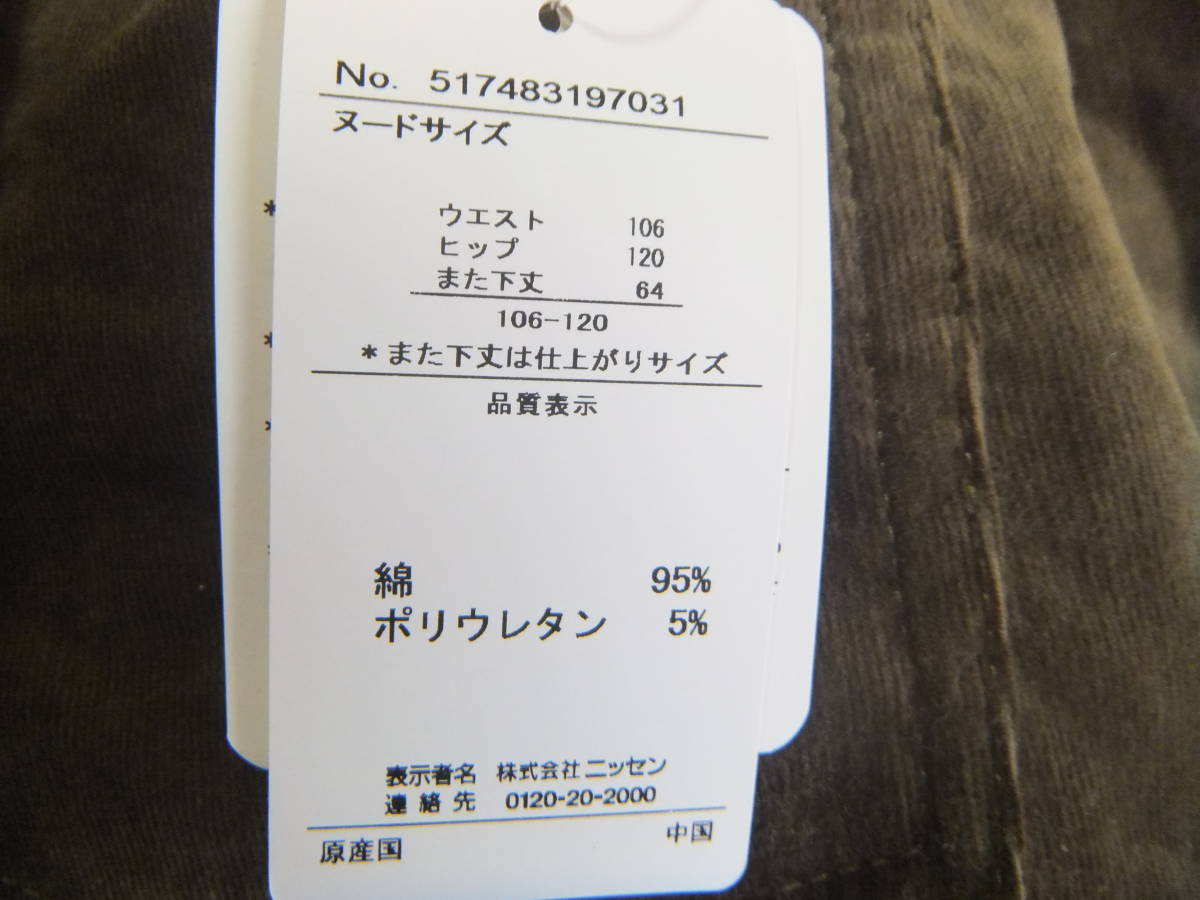 No. 517483197031
ヌードサイズ
ウエスト 106
ヒップ 120
また下丈 64
106-120
*また下丈は仕上がりサイズ
品質表示
綿 95%
ポリウレタン 5%
表示者名 株式会社ニッセン
連絡先 0120-20-2000
原産国 中国